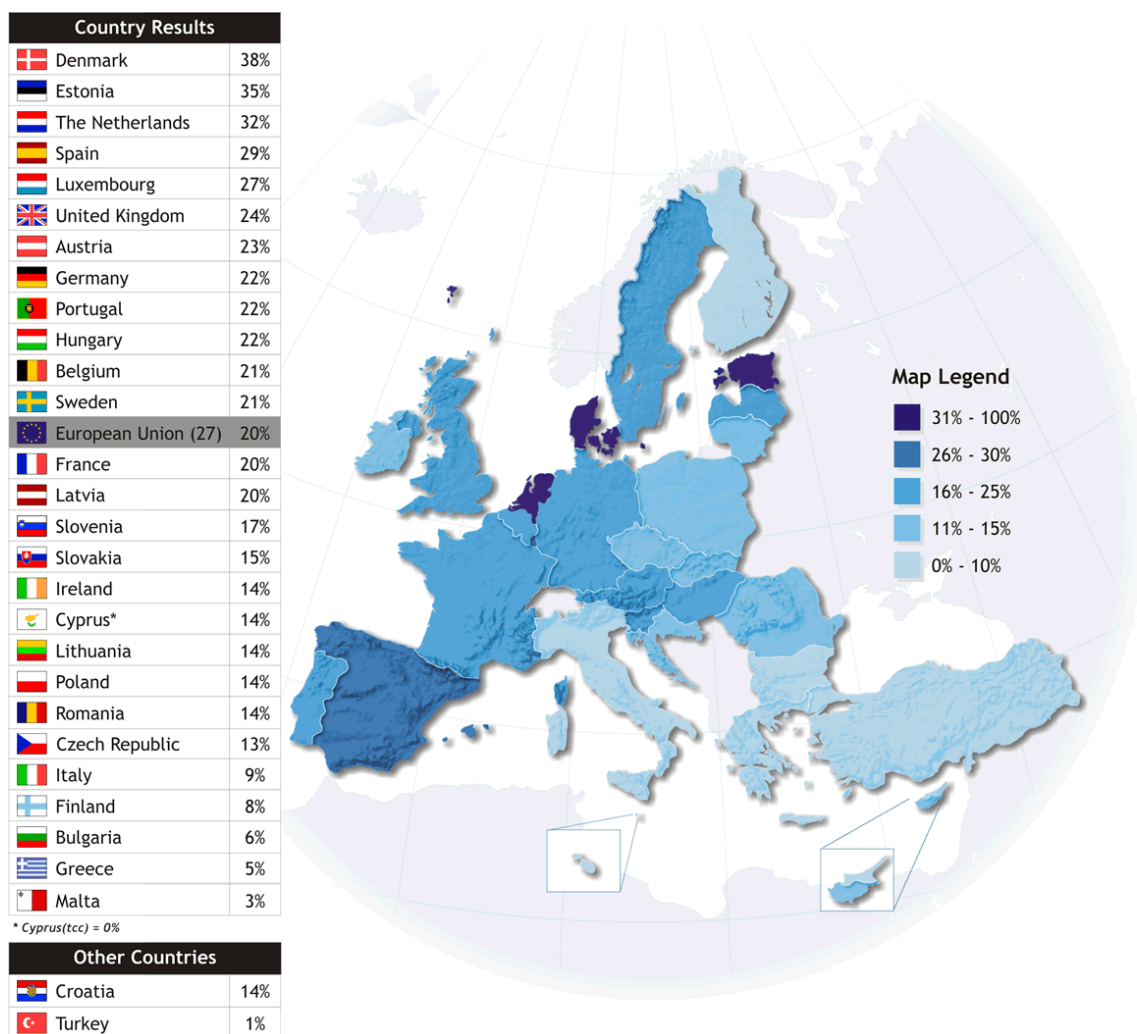 Country Results
Denmark 38%
Estonia 35%
The Netherlands 32%
Spain 29%
Luxembourg 27%
United Kingdom 24%
Austria 23%
Germany 22%
Portugal 22%
Hungary 22%
Belgium 21%
Sweden 21%
European Union (27) 20%
France 20%
Latvia 20%
Slovenia 17%
Slovakia 15%
Ireland 14%
Cyprus* 14%
Lithuania 14%
Poland 14%
Romania 14%
Czech Republic 13%
Italy 9%
Finland 8%
Bulgaria 6%
Greece 5%
Malta 3%
* Cyprus(tcc) = 0%
Other Countries
Croatia 14%
Turkey 1%
Map Legend
31% - 100%
26% - 30%
16% - 25%
11% - 15%
0% - 10%